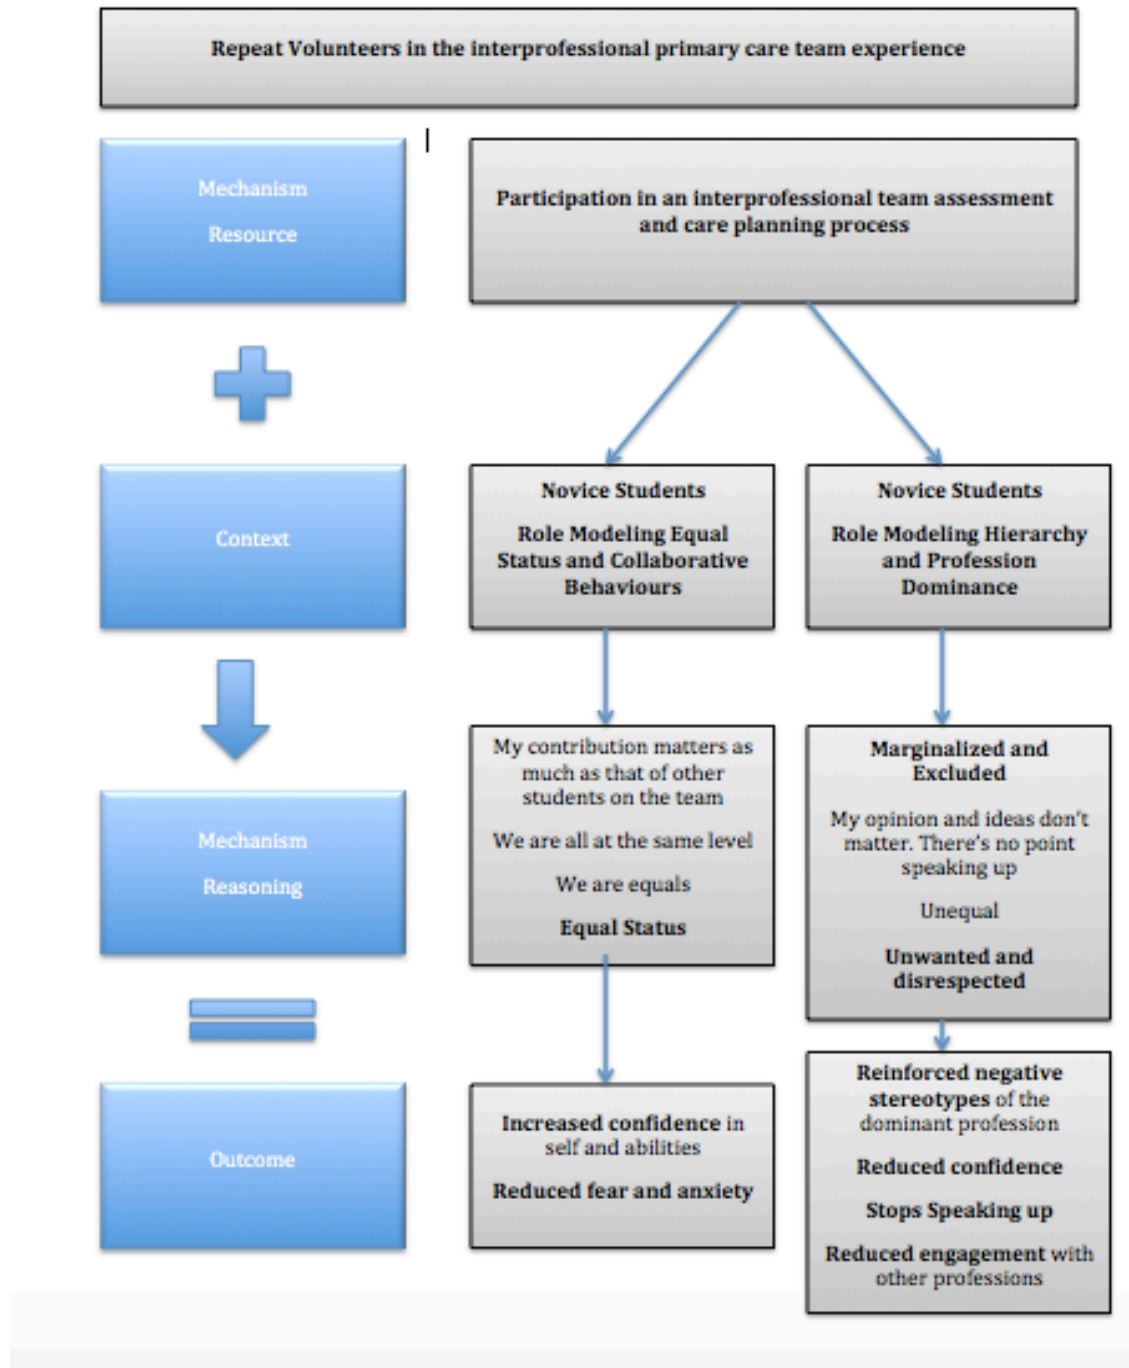 Repeat Volunteers in the interprofessional primary care team experience
Mechanism
Resource
Participation in an interprofessional team assessment
and care planning process
Context
Novice Students
Role Modeling Equal
Status and Collaborative
Behaviours
Novice Students
Role Modeling Hierarchy
and Profession
Dominance
Mechanism
Reasoning
My contribution matters as
much as that of other
students on the team
We are all at the same level
We are equals
Equal Status
Marginalized and
Excluded
My opinion and ideas don't
matter. There's no point
speaking up
Unequal
Unwanted and
disrespected
Outcome
Increased confidence in
self and abilities
Reduced fear and anxiety
Reinforced negative
stereotypes of the
dominant profession
Reduced confidence
Stops Speaking up
Reduced engagement with
other professions